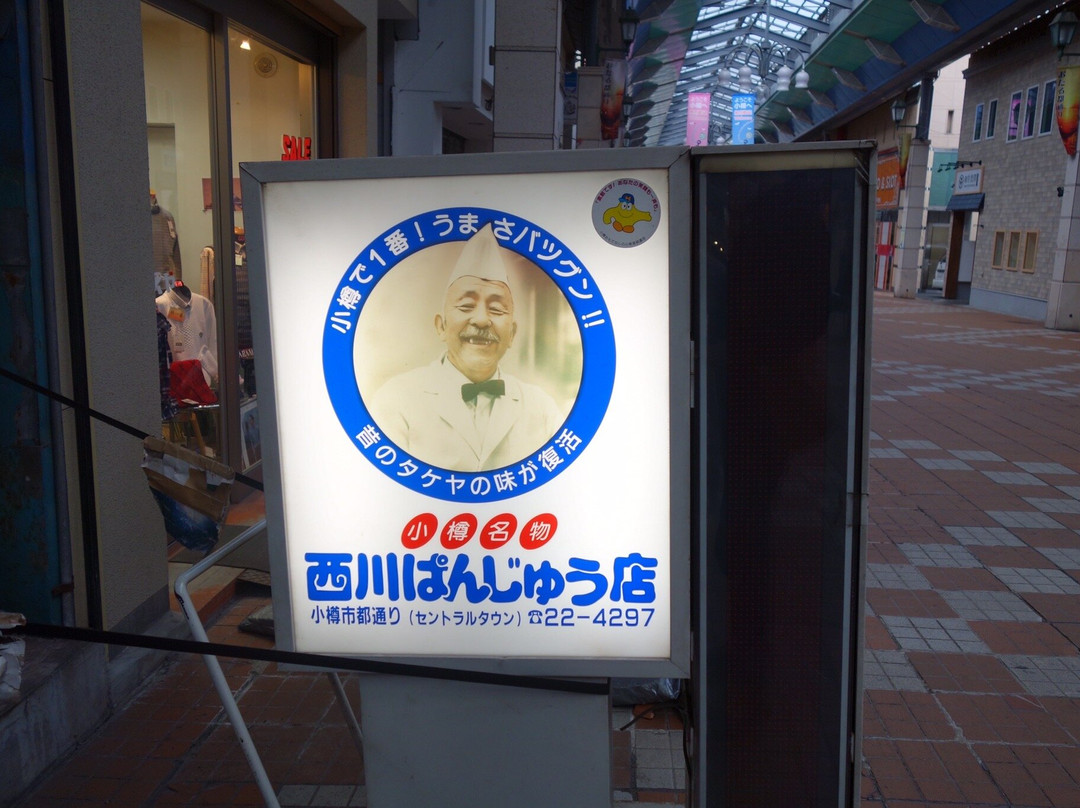 SALE
小樽で1番！うまさバツグン!!
昔のタケヤの味が復活
小樽名物
西川ぱんじゅう店
小樽市都通り（セントラルタウン）☎22-4297